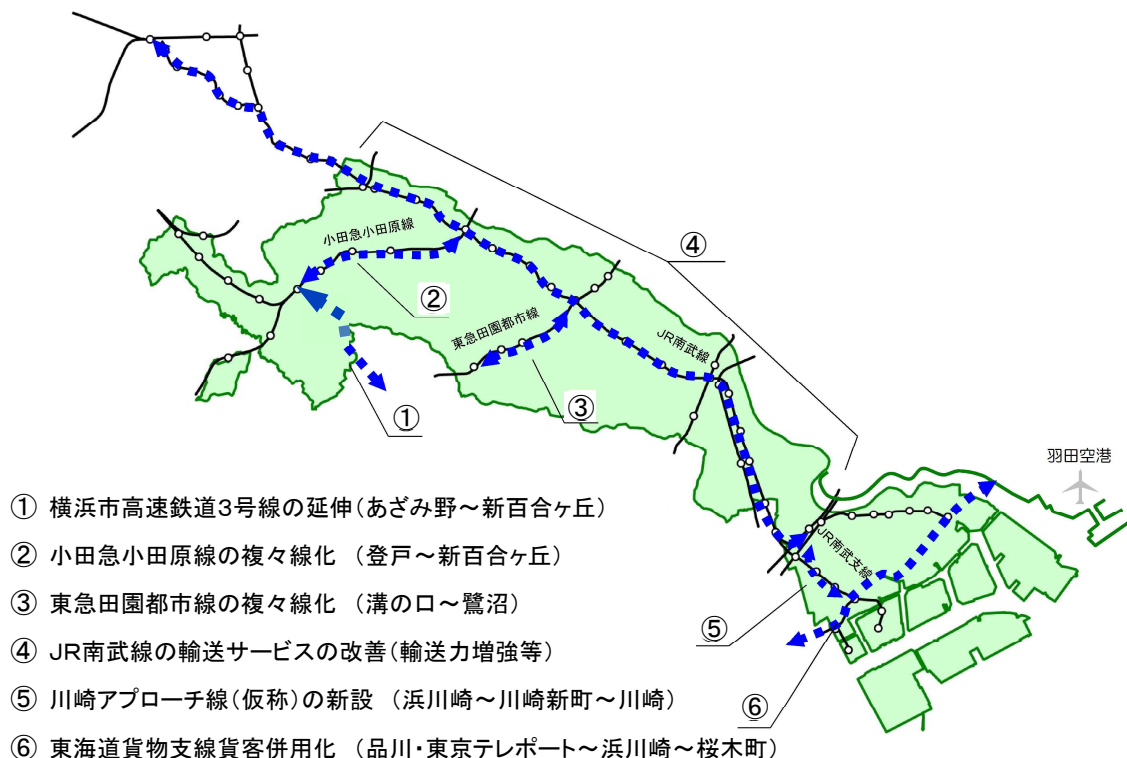 ④
小田急小田原線
②
東急田園都市線
JR南武線
③
①
羽田空港
JR南武支線
⑤
⑥
① 横浜市高速鉄道3号線の延伸(あざみ野～新百合ヶ丘)
② 小田急小田原線の複々線化 (登戸～新百合ヶ丘)
③ 東急田園都市線の複々線化 (溝の口～鷺沼)
④ JR南武線の輸送サービスの改善(輸送力増強等)
⑤ 川崎アプローチ線(仮称)の新設 (浜川崎～川崎新町～川崎)
⑥ 東海道貨物支線貨客併用化 (品川・東京テレポート～浜川崎～桜木町)